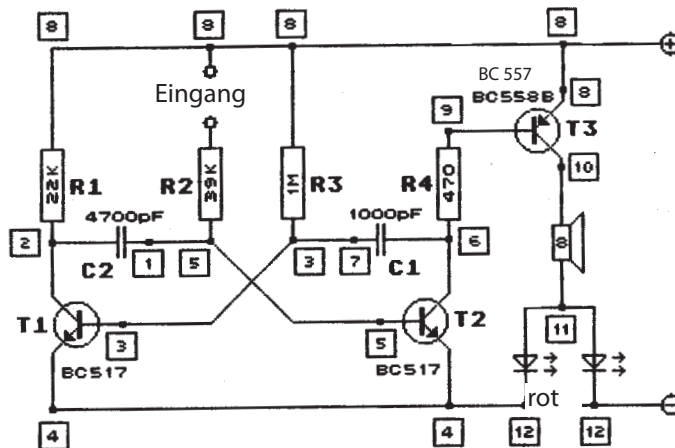 8 8 8 8
BC 557
8
Eingang
BC558B
9
T3
22K R1 R2 39K 1M R3 R4 470
10
4700pF 1000pF
8
2 1 5 3 7 6
C2 C1
T1 T2
3 5
11
BC517 BC517
rot
4 4 12 12